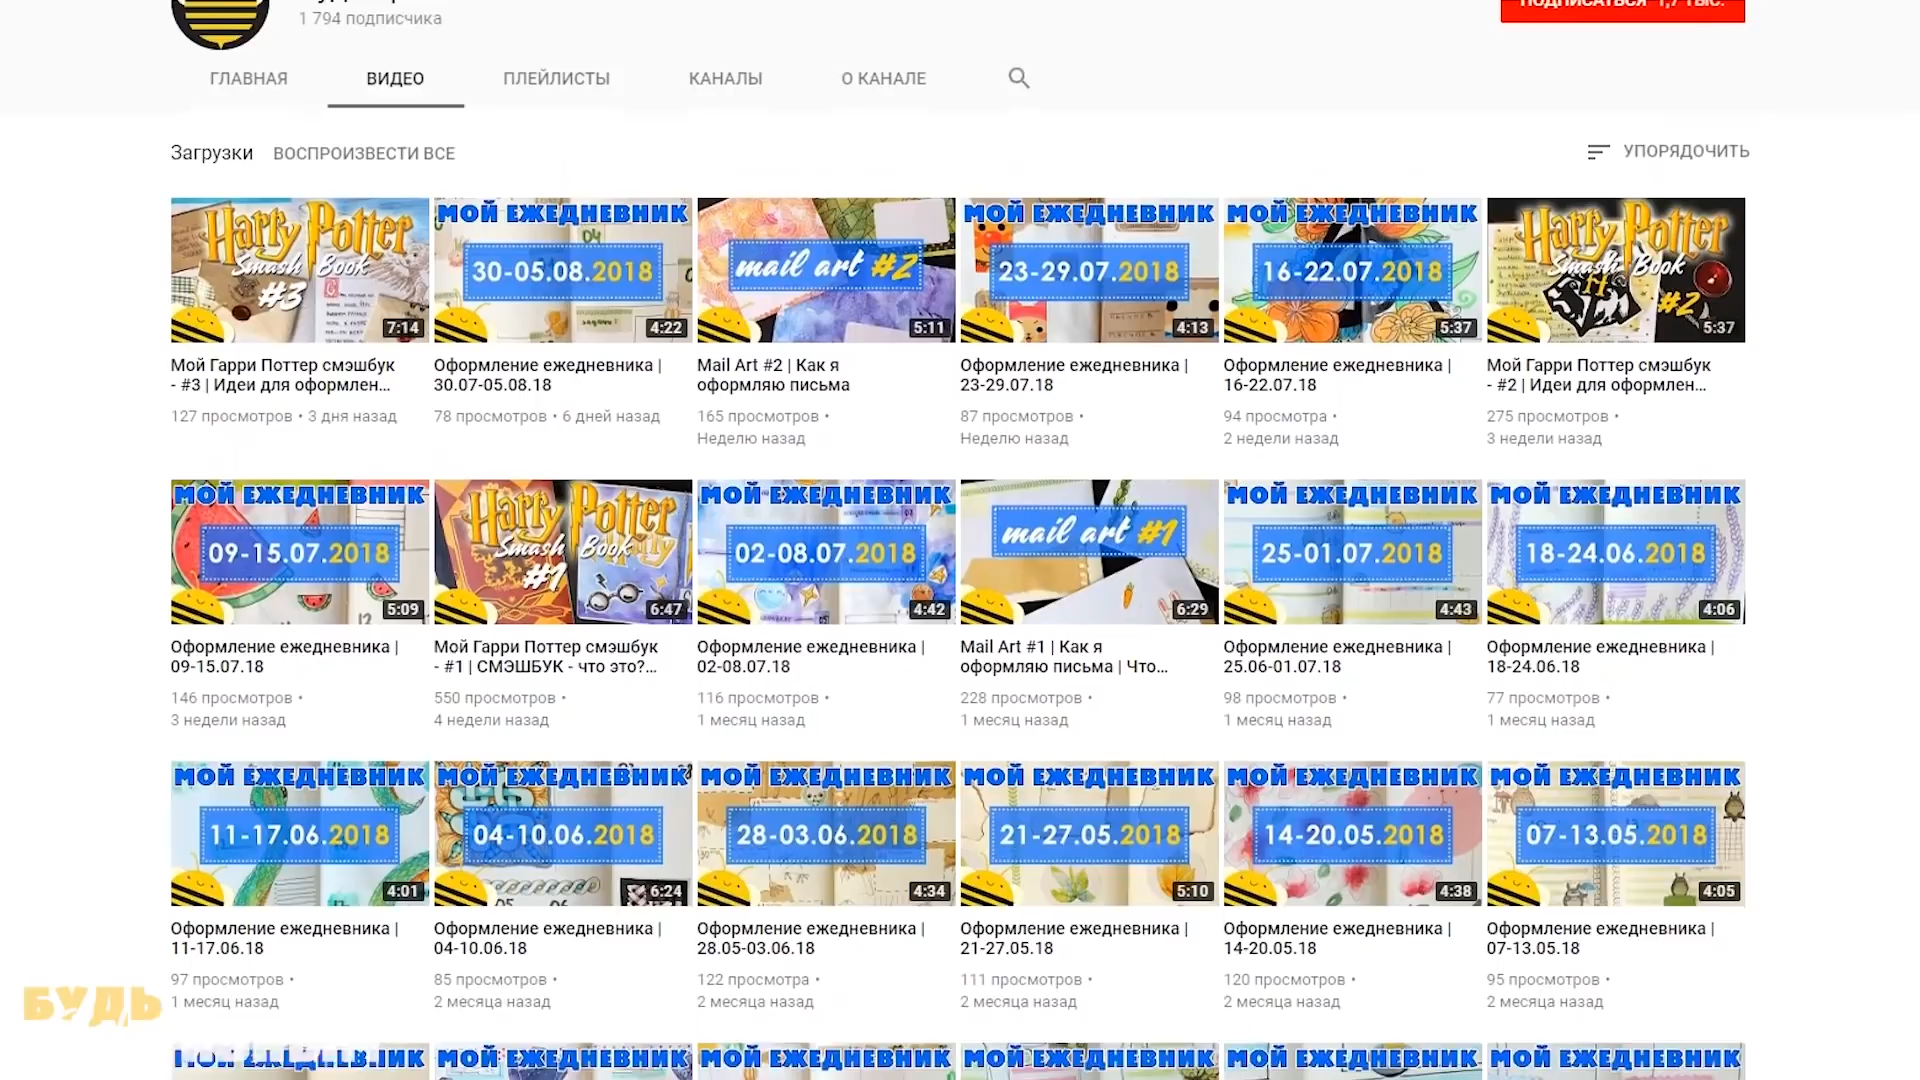 1 794 подписчика
ПОДПИСАТЬСЯ 1,7 ТЫС.
ГЛАВНАЯ ВИДЕО ПЛЕЙЛИСТЫ КАНАЛЫ О КАНАЛЕ
Загрузки ВОСПРОИЗВЕСТИ ВСЕ УПОРЯДОЧИТЬ
Harry Potter
Smash Book
#3
7:14
МОЙ ЕЖЕДНЕВНИК
30-05.08.2018
4:22
mail art #2
5:11
МОЙ ЕЖЕДНЕВНИК
23-29.07.2018
4:13
МОЙ ЕЖЕДНЕВНИК
16-22.07.2018
5:37
Harry Potter
Smash Book
#2
5:37
Мой Гарри Поттер смэшбук
- #3 | Идеи для оформлен...
127 просмотров • 3 дня назад
Оформление ежедневника |
30.07-05.08.18
78 просмотров • 6 дней назад
Mail Art #2 | Как я
оформляю письма
165 просмотров •
Неделю назад
Оформление ежедневника |
23-29.07.18
87 просмотров •
Неделю назад
Оформление ежедневника |
16-22.07.18
94 просмотра •
2 недели назад
Мой Гарри Поттер смэшбук
- #2 | Идеи для оформлен...
275 просмотров •
3 недели назад
МОЙ ЕЖЕДНЕВНИК
09-15.07.2018
5:09
Harry Potter
Smash Book
#1
6:47
МОЙ ЕЖЕДНЕВНИК
02-08.07.2018
4:42
mail art #1
6:29
МОЙ ЕЖЕДНЕВНИК
25-01.07.2018
4:43
МОЙ ЕЖЕДНЕВНИК
18-24.06.2018
4:06
Оформление ежедневника |
09-15.07.18
146 просмотров •
3 недели назад
Мой Гарри Поттер смэшбук
- #1 | СМЭШБУК - что это?...
550 просмотров •
4 недели назад
Оформление ежедневника |
02-08.07.18
116 просмотров •
1 месяц назад
Mail Art #1 | Как я
оформляю письма | Что...
228 просмотров •
1 месяц назад
Оформление ежедневника |
25.06-01.07.18
98 просмотров •
1 месяц назад
Оформление ежедневника |
18-24.06.18
77 просмотров •
1 месяц назад
МОЙ ЕЖЕДНЕВНИК
11-17.06.2018
4:01
МОЙ ЕЖЕДНЕВНИК
04-10.06.2018
6:24
МОЙ ЕЖЕДНЕВНИК
28-03.06.2018
4:34
МОЙ ЕЖЕДНЕВНИК
21-27.05.2018
5:10
МОЙ ЕЖЕДНЕВНИК
14-20.05.2018
4:38
МОЙ ЕЖЕДНЕВНИК
07-13.05.2018
4:05
Оформление ежедневника |
11-17.06.18
97 просмотров •
1 месяц назад
Оформление ежедневника |
04-10.06.18
85 просмотров •
2 месяца назад
Оформление ежедневника |
28.05-03.06.18
122 просмотра •
2 месяца назад
Оформление ежедневника |
21-27.05.18
111 просмотров •
2 месяца назад
Оформление ежедневника |
14-20.05.18
120 просмотров •
2 месяца назад
Оформление ежедневника |
07-13.05.18
95 просмотров •
2 месяца назад
БУДЬ
МОЙ ЕЖЕДНЕВНИК
МОЙ ЕЖЕДНЕВНИК
МОЙ ЕЖЕДНЕВНИК
МОЙ ЕЖЕДНЕВНИК
МОЙ ЕЖЕДНЕВНИК
МОЙ ЕЖЕДНЕВНИК